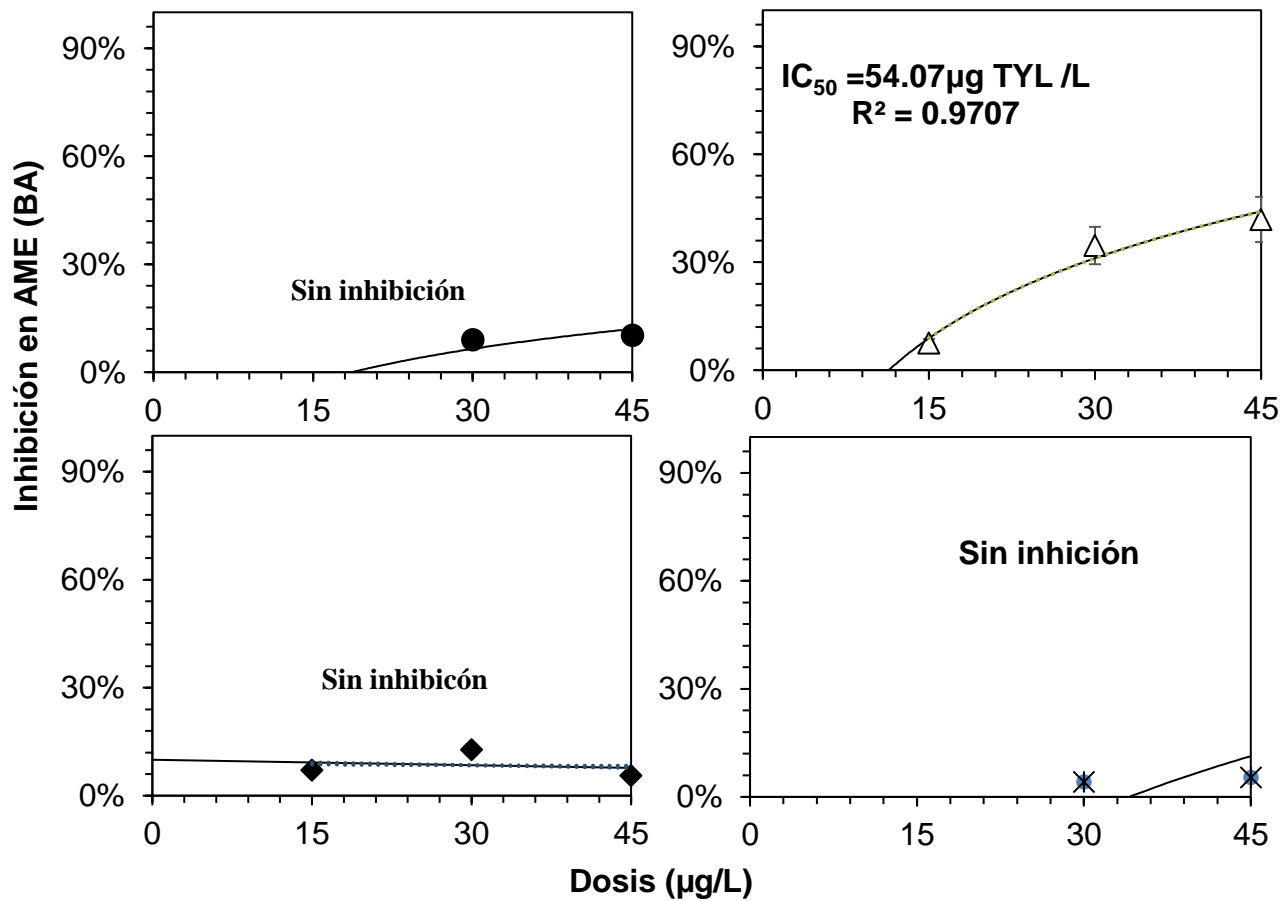 Inhibición en AME (BA)
90%
60%
30%
0%
Sin inhibición
0 15 30 45
90%
60%
30%
0%
IC₅₀ =54.07µg TYL /L
R² = 0.9707
0 15 30 45
90%
60%
30%
0%
Sin inhibicón
0 15 30 45
90%
60%
30%
0%
Sin inhición
0 15 30 45
Dosis (µg/L)